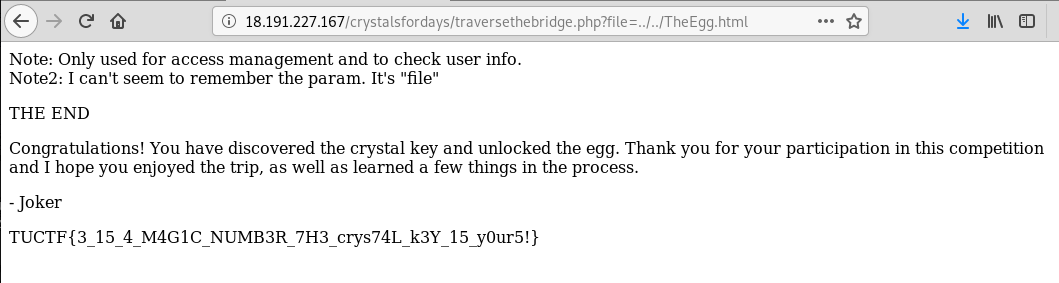 18.191.227.167/crystalsfordays/traversethebridge.php?file=../../TheEgg.html
Note: Only used for access management and to check user info.
Note2: I can't seem to remember the param. It's "file"
THE END
Congratulations! You have discovered the crystal key and unlocked the egg. Thank you for your participation in this competition
and I hope you enjoyed the trip, as well as learned a few things in the process.
- Joker
TUCTF{3_15_4_M4G1C_NUMB3R_7H3_crys74L_k3Y_15_y0ur5!}